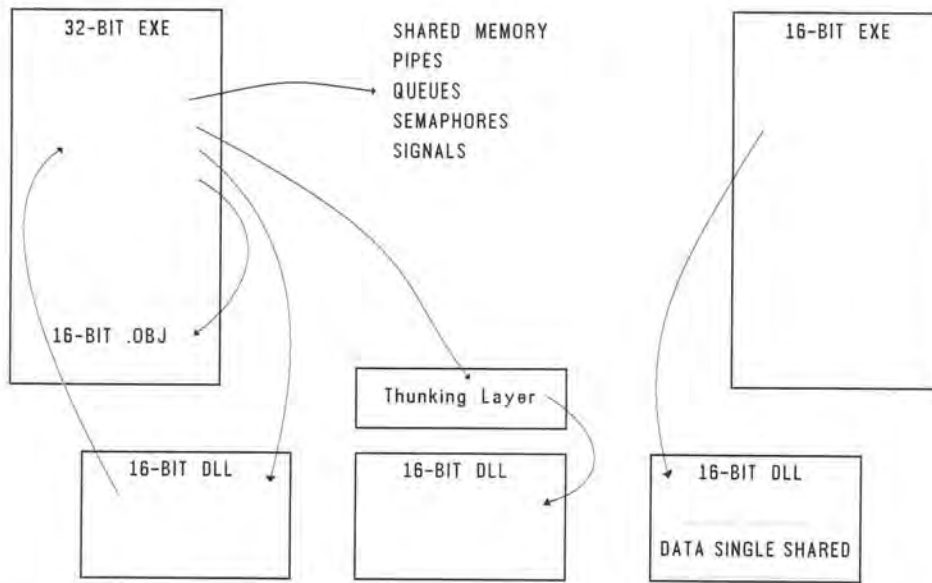 32-BIT EXE
SHARED MEMORY
PIPES
QUEUES
SEMAPHORES
SIGNALS
16-BIT EXE
16-BIT .OBJ
Thunking Layer
16-BIT DLL
16-BIT DLL
16-BIT DLL
DATA SINGLE SHARED